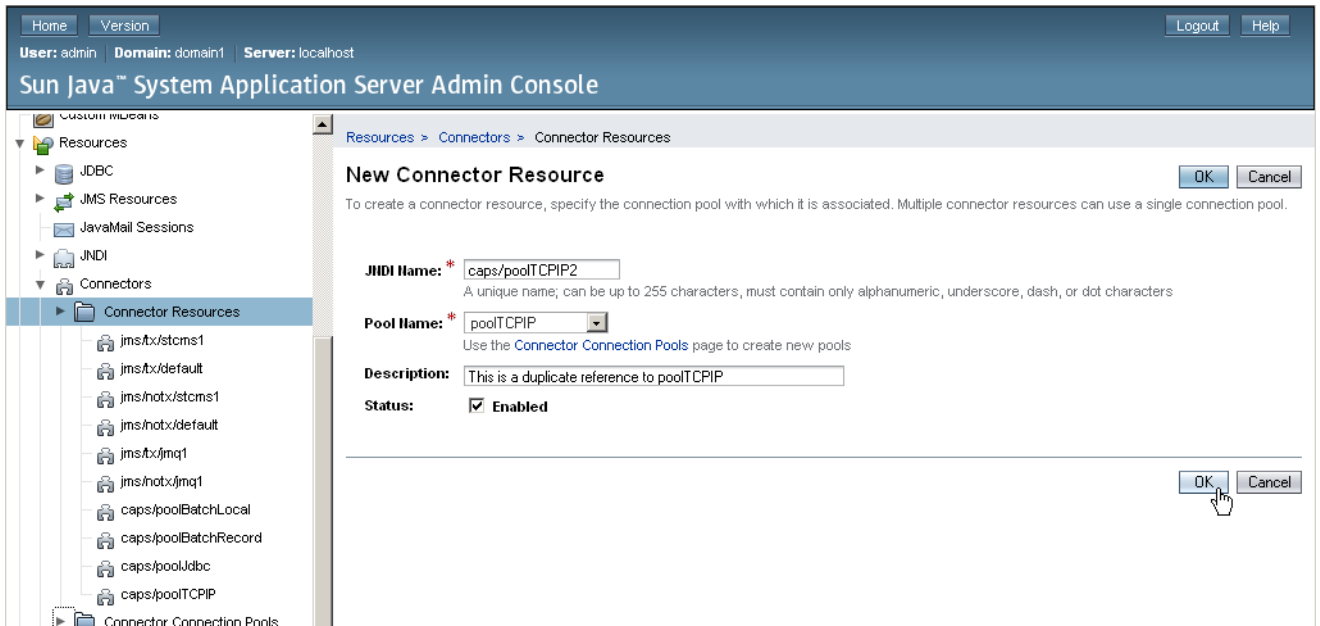 Home Version Logout Help
User: admin Domain: domain1 Server: localhost
Sun Java™ System Application Server Admin Console
Custom MBeans
Resources
JDBC
JMS Resources
JavaMail Sessions
JNDI
Connectors
Connector Resources
jms/tx/stcms1
jms/tx/default
jms/notx/stcms1
jms/notx/default
jms/tx/jmq1
jms/notx/jmq1
caps/poolBatchLocal
caps/poolBatchRecord
caps/poolJdbc
caps/poolTCPIP
Connector Connection Pools
Resources > Connectors > Connector Resources
New Connector Resource
OK Cancel
To create a connector resource, specify the connection pool with which it is associated. Multiple connector resources can use a single connection pool.
JNDI Name: * caps/poolTCPIP2
A unique name; can be up to 255 characters, must contain only alphanumeric, underscore, dash, or dot characters
Pool Name: * poolTCPIP
Use the Connector Connection Pools page to create new pools
Description: This is a duplicate reference to poolTCPIP
Status: Enabled
OK Cancel